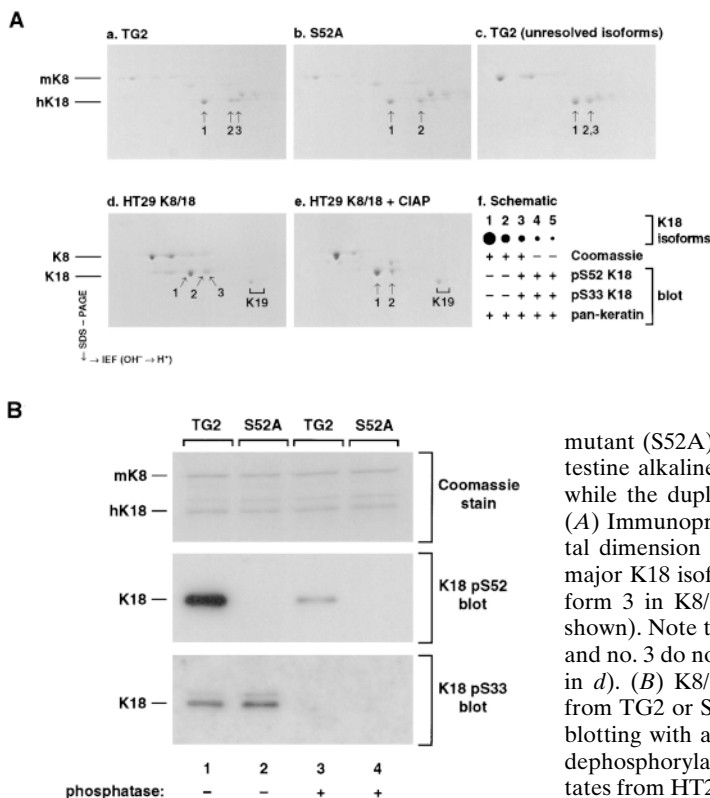 A
a. TG2
b. S52A
c. TG2 (unresolved isoforms)
mK8
hK18
1 2 3
1 2
1 2,3
d. HT29 K8/18
e. HT29 K8/18 + CIAP
f. Schematic
K8
K18
1 2 3 K19
1 2 K19
1 2 3 4 5
K18 isoforms
+ + + – – Coomassie
– – + + + pS52 K18
– – + + + pS33 K18
blot
+ + + + + pan-keratin
↓ SDS – PAGE
→ IEF (OH⁻ → H⁺)
B
TG2 S52A TG2 S52A
mK8
hK18
Coomassie stain
K18
K18 pS52 blot
K18
K18 pS33 blot
1 2 3 4
phosphatase: – – + +
mutant (S52A)
testine alkaline
while the dupl
(A) Immunopr
tal dimension
major K18 isof
form 3 in K8/
shown). Note t
and no. 3 do no
in d). (B) K8/
from TG2 or S
blotting with a
dephosphoryla
tates from HT2